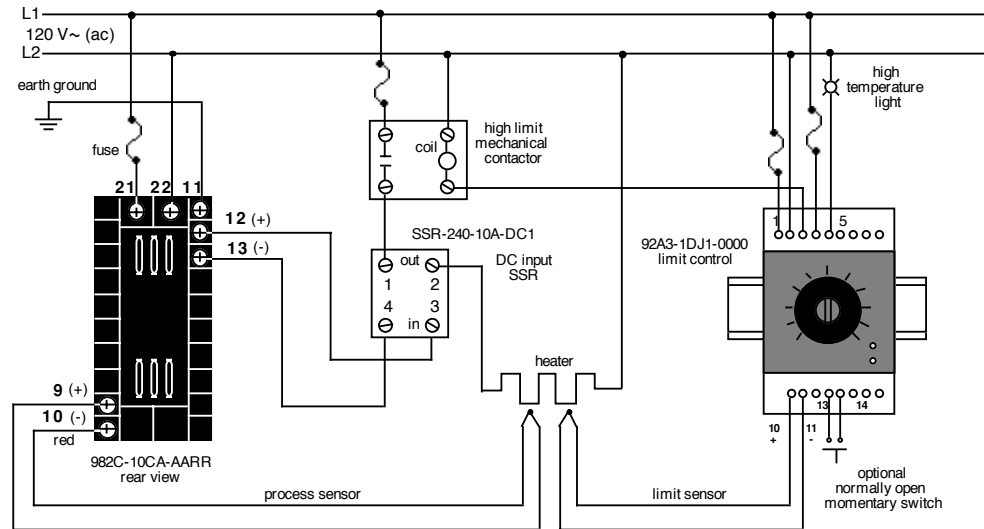 L1
120 V~ (ac)
L2
earth ground
fuse
21 22 11
12 (+)
13 (-)
coil
high limit
mechanical
contactor
high
temperature
light
SSR-240-10A-DC1
DC input
SSR
out
1 2
4 3
in
92A3-1DJ1-0000
limit control
1 5
heater
9 (+)
10 (-)
red
982C-10CA-AARR
rear view
process sensor
limit sensor
10
+
11
-
13 14
optional
normally open
momentary switch